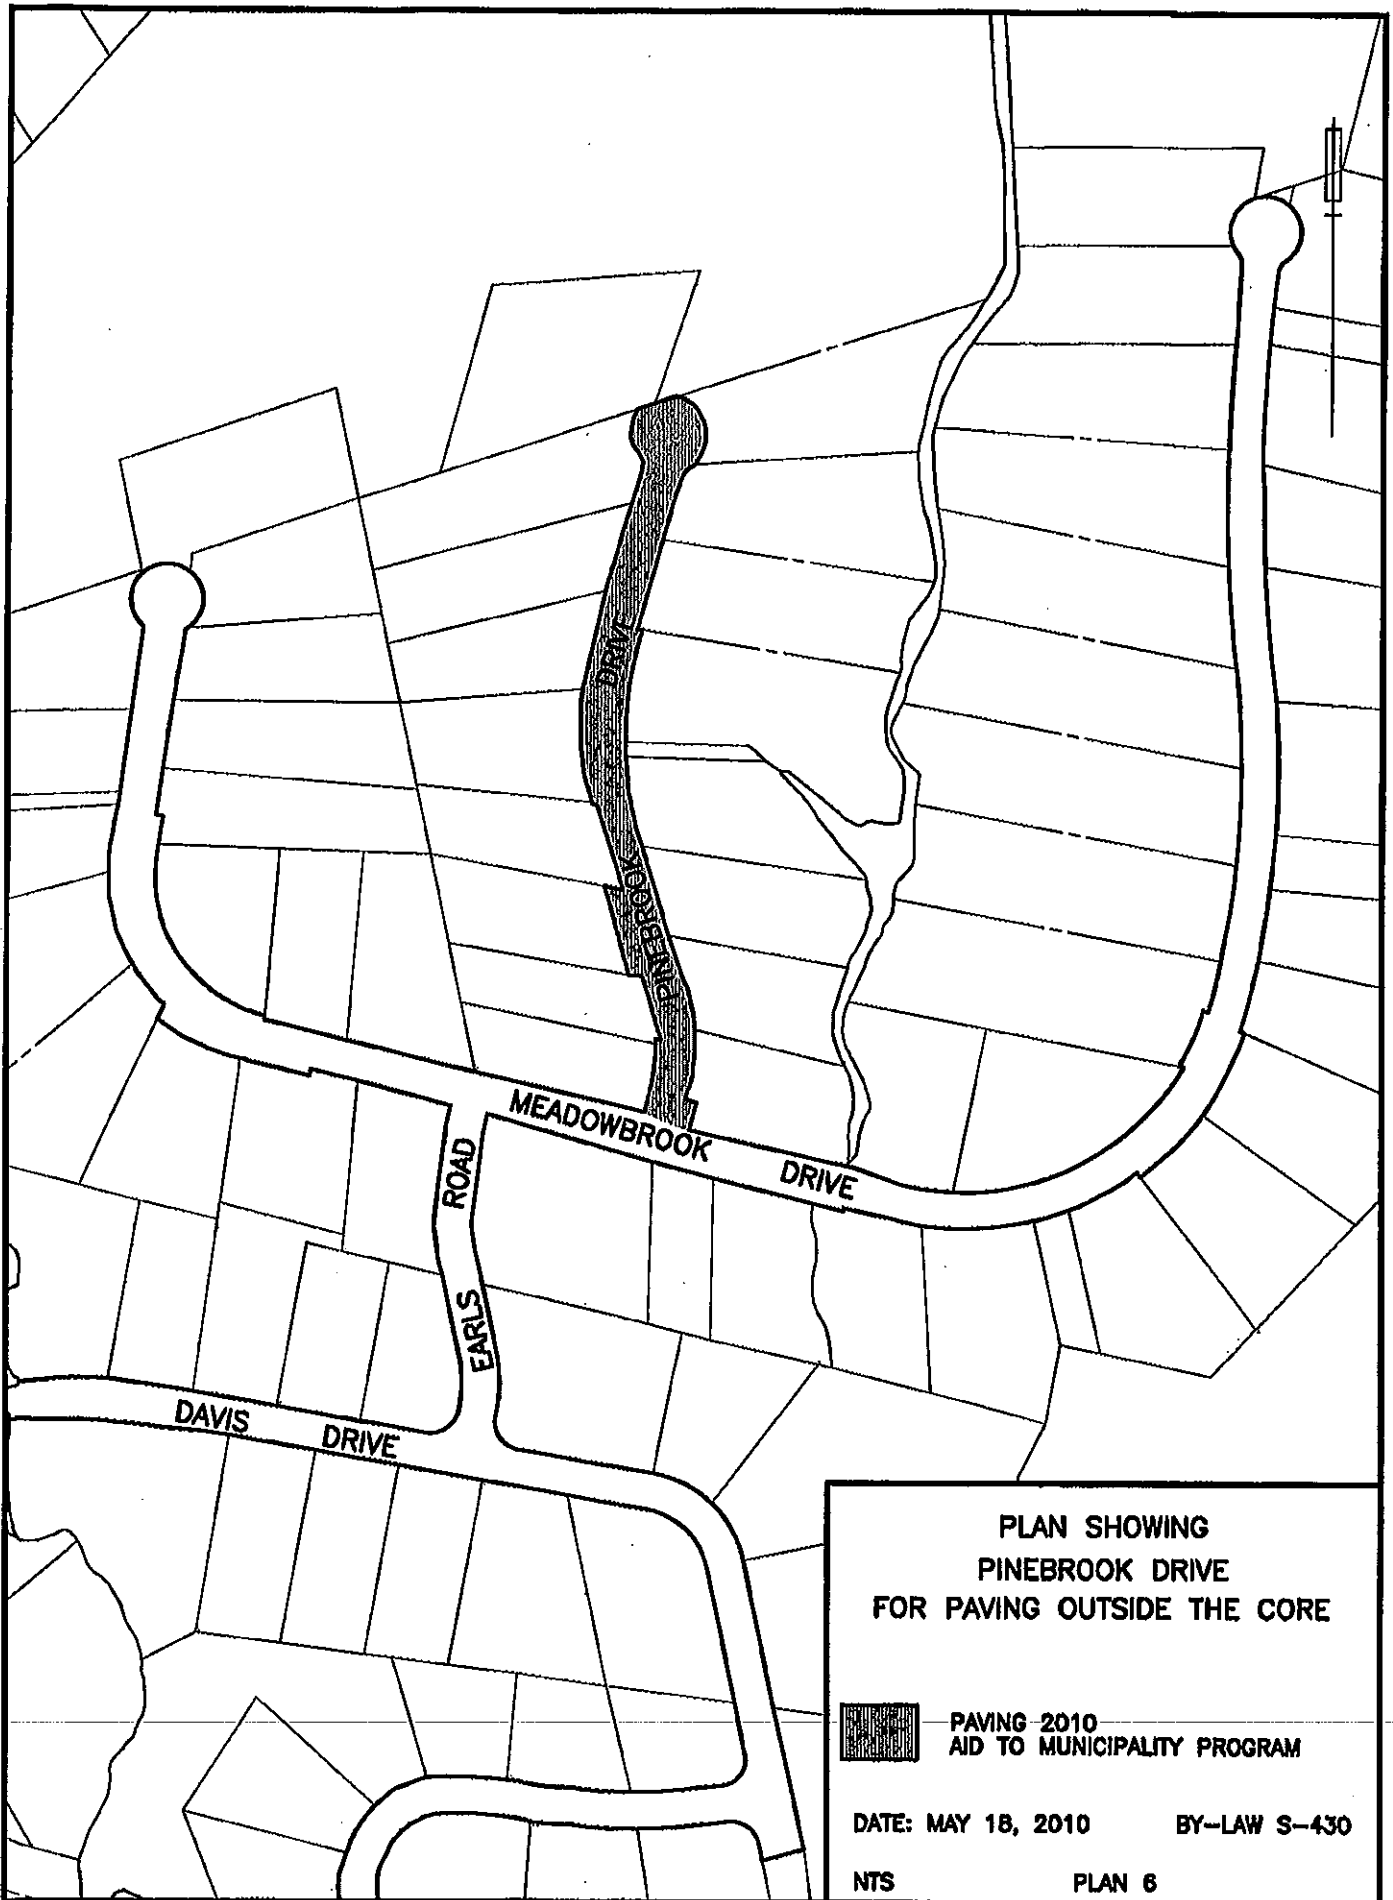 DRIVE
PINEBROOK
MEADOWBROOK DRIVE
ROAD
EARLS
DAVIS DRIVE
PLAN SHOWING
PINEBROOK DRIVE
FOR PAVING OUTSIDE THE CORE
PAVING 2010
AID TO MUNICIPALITY PROGRAM
DATE: MAY 18, 2010 BY-LAW S-430
NTS PLAN 6